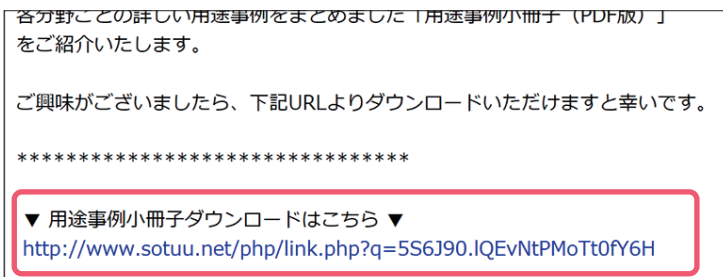 各分野ごとの詳しい用途事例をまとめました「用途事例小冊子（PDF版）」
をご紹介いたします。
ご興味がございましたら、下記URLよりダウンロードいただけますと幸いです。
********************************
▼ 用途事例小冊子ダウンロードはこちら ▼
http://www.sotuu.net/php/link.php?q=5S6J90.lQEvNtPMoTt0fY6H